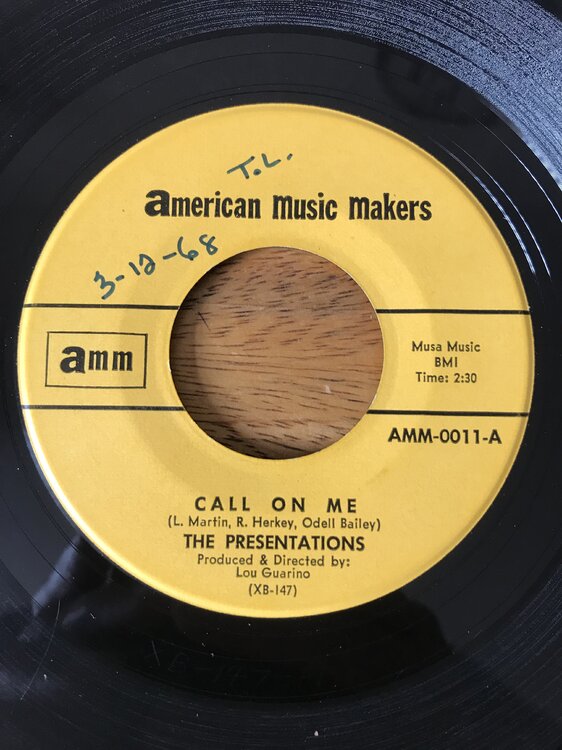 T.L.
american music makers
3-12-68
amm
Musa Music
BMI
Time: 2:30
AMM-0011-A
CALL ON ME
(L. Martin, R. Herkey, Odell Bailey)
THE PRESENTATIONS
Produced & Directed by:
Lou Guarino
(XB-147)